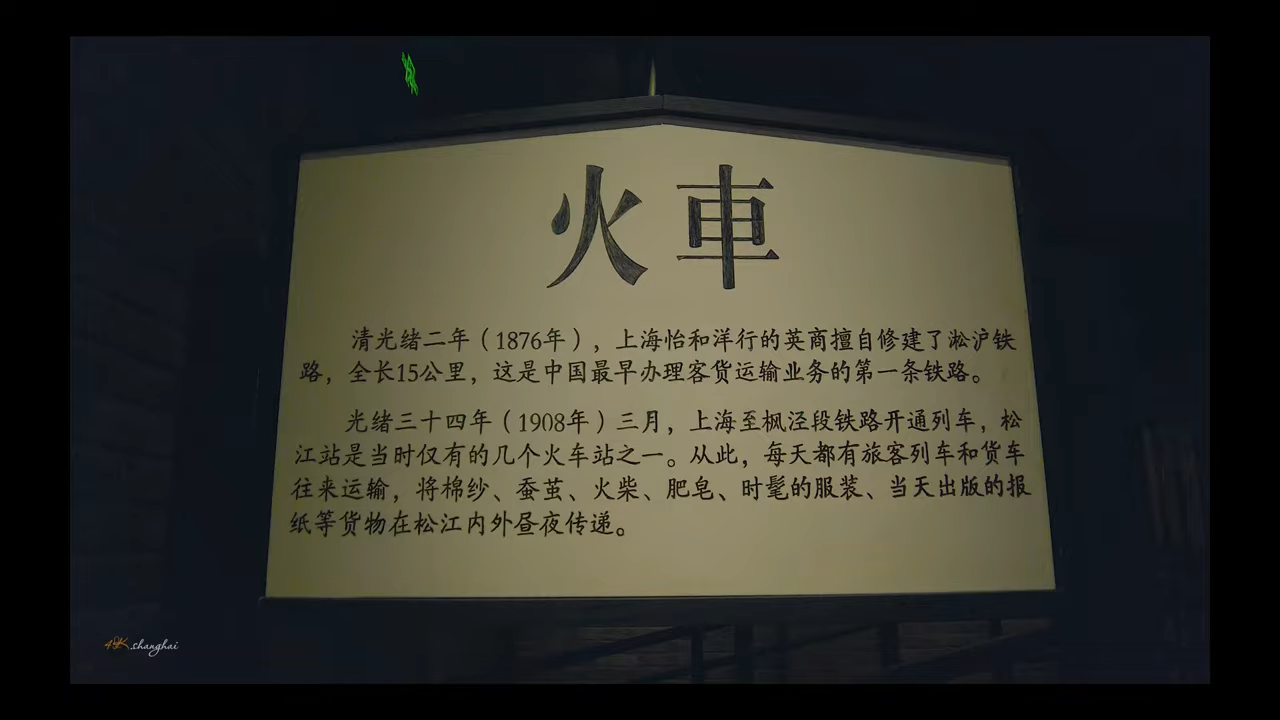 火車
清光绪二年（1876年），上海怡和洋行的英商擅自修建了淞沪铁
路，全长15公里，这是中国最早办理客货运输业务的第一条铁路。
光绪三十四年（1908年）三月，上海至枫泾段铁路开通列车，松
江站是当时仅有的几个火车站之一。从此，每天都有旅客列车和货车
往来运输，将棉纱、蚕茧、火柴、肥皂、时髦的服装、当天出版的报
纸等货物在松江内外昼夜传递。
4K.shanghai